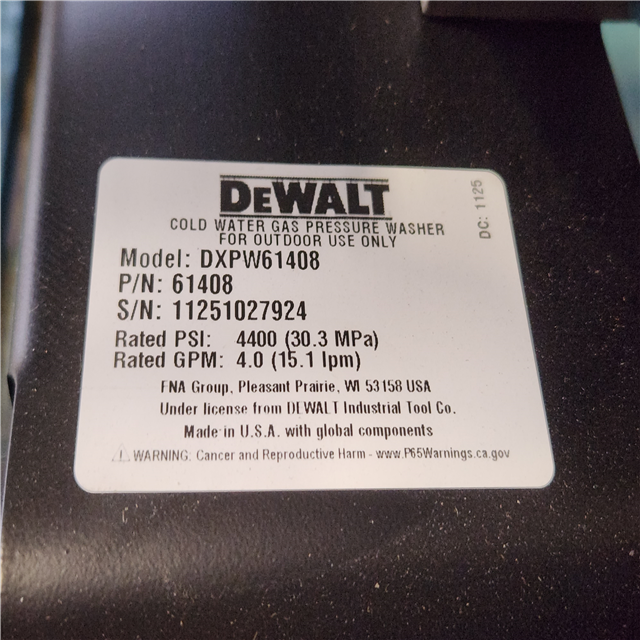 DEWALT
COLD WATER GAS PRESSURE WASHER
FOR OUTDOOR USE ONLY
DC: 1125
Model: DXPW61408
P/N: 61408
S/N: 11251027924
Rated PSI: 4400 (30.3 MPa)
Rated GPM: 4.0 (15.1 lpm)
FNA Group, Pleasant Prairie, WI 53158 USA
Under license from DEWALT Industrial Tool Co.
Made in U.S.A. with global components
⚠ WARNING: Cancer and Reproductive Harm - www.P65Warnings.ca.gov